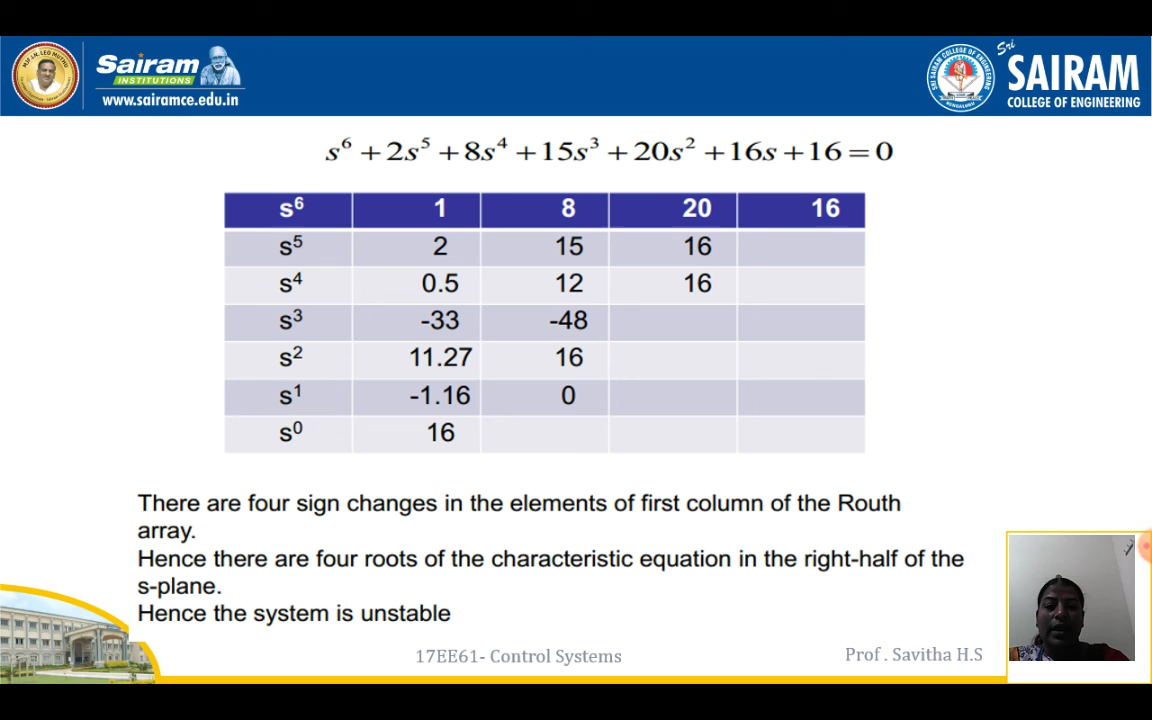 Sairam
INSTITUTIONS
www.sairamce.edu.in
Sri
SAIRAM
COLLEGE OF ENGINEERING
s⁶ + 2s⁵ + 8s⁴ + 15s³ + 20s² + 16s + 16 = 0
s⁶ 1 8 20 16
s⁵ 2 15 16
s⁴ 0.5 12 16
s³ -33 -48
s² 11.27 16
s¹ -1.16 0
s⁰ 16
There are four sign changes in the elements of first column of the Routh
array.
Hence there are four roots of the characteristic equation in the right-half of the
s-plane.
Hence the system is unstable
17EE61- Control Systems
Prof . Savitha H.S